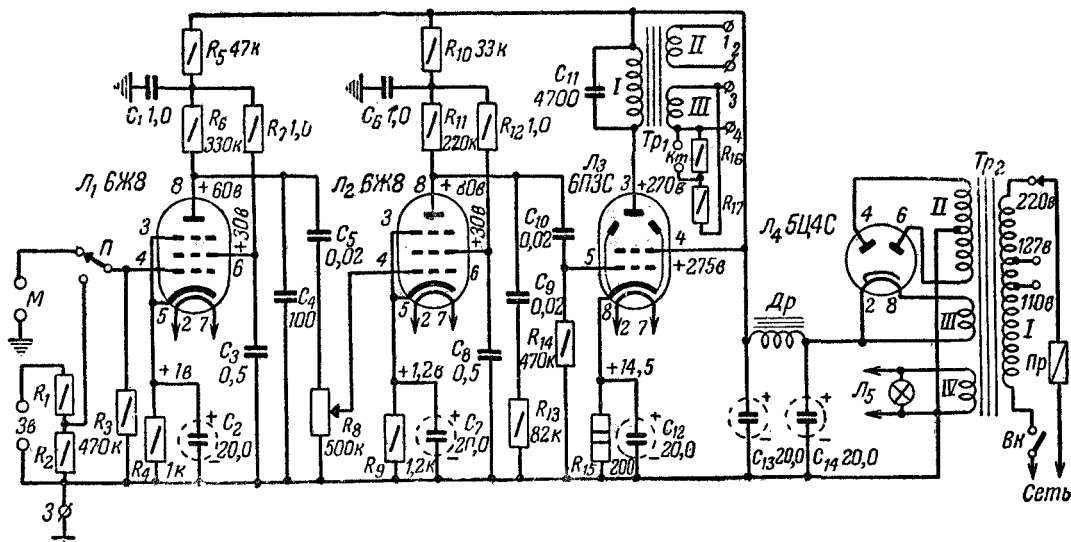 R5 47к
C1 1,0
R6 330к
R7 1,0
Л1 6Ж8
8 +60в
+30в
3
4
6
5 2 7
П
М
Зв
R1
R2
З
R3 470к
+1в
R4 1к
C2 20,0
C3 0,5
C4 100
C5 0,02
R8 500к
R10 33к
C6 1,0
R11 220к
R12 1,0
Л2 6Ж8
8 +80в
+30в
3
4
6
5 2 7
+1,2в
R9 1,2к
C7 20,0
C8 0,5
C10 0,02
C9 0,02
R14 470к
R13 82к
C11 4700
I
II
III
1
2
3
4
Тр1
кт
R16
R17
Л3 6П3С
3 +270в
4
+275в
5
8 2 7
+14,5
R15 200
C12 20,0
Др
C13 20,0
C14 20,0
Л4 5Ц4С
4 6
2 8
Л5
Тр2
II
III
IV
I
220в
127в
110в
Пр
Вк
Сеть